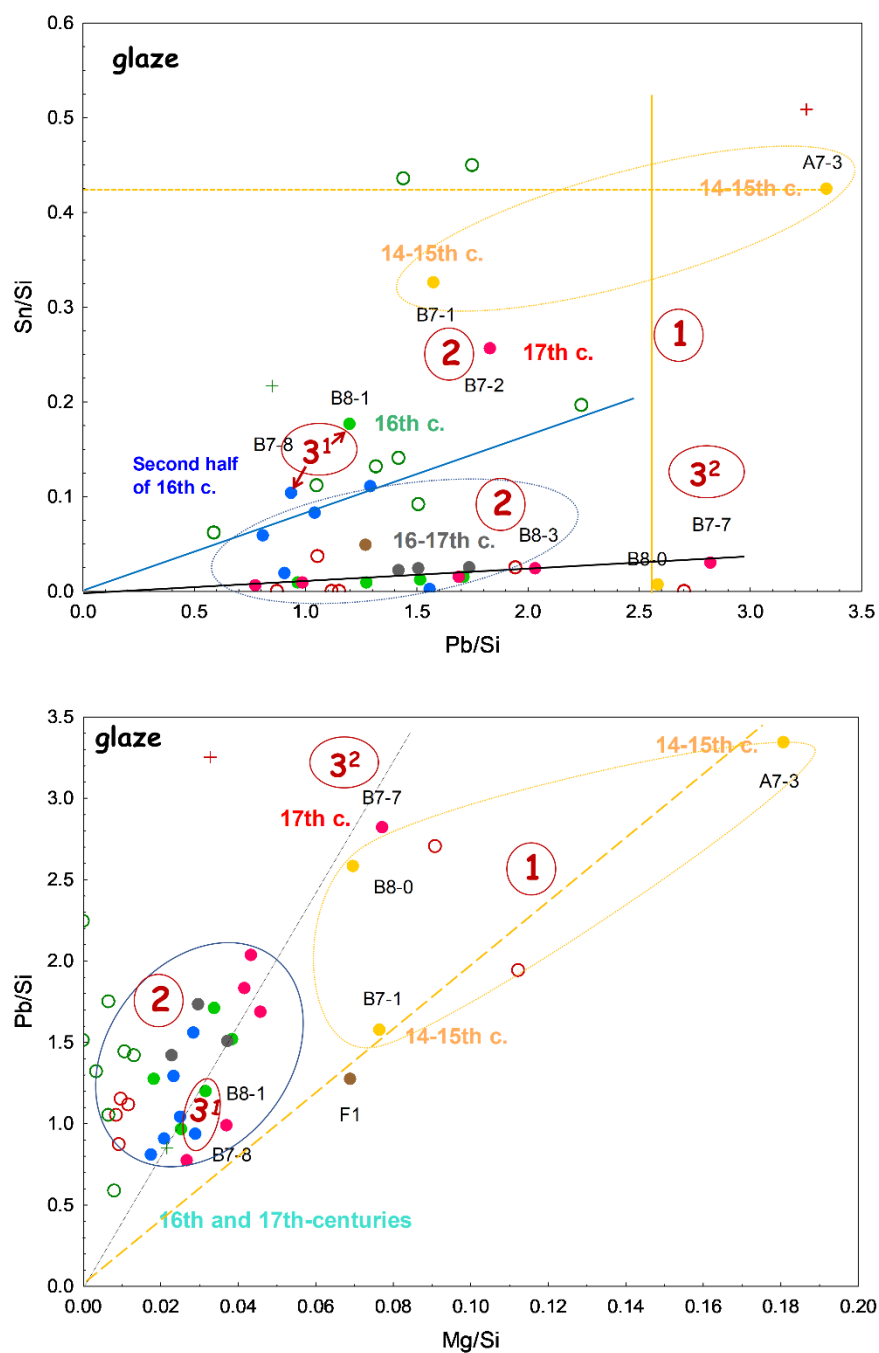 0.6
glaze
0.5
A7-3
14-15th c.
0.4
14-15th c.
Sn/Si
0.3
B7-1
1
2
17th c.
B7-2
0.2
B8-1
16th c.
B7-8
3¹
3²
Second half
of 16th c.
0.1
2
B8-3
B7-7
16-17th c.
B8-0
0.0
0.0 1.0 1.5 2.0 2.5 3.0 3.5
Pb/Si
3.5
glaze
14-15th c.
3²
A7-3
3.0
B7-7
17th c.
1
2.5
B8-0
2.0
Pb/Si
2
B7-1
14-15th c.
1.5
B8-1
F1
3¹
1.0
B7-8
0.5
16th and 17th-centuries
0.0
0.00 0.02 0.04 0.06 0.08 0.10 0.12 0.14 0.16 0.18 0.20
Mg/Si